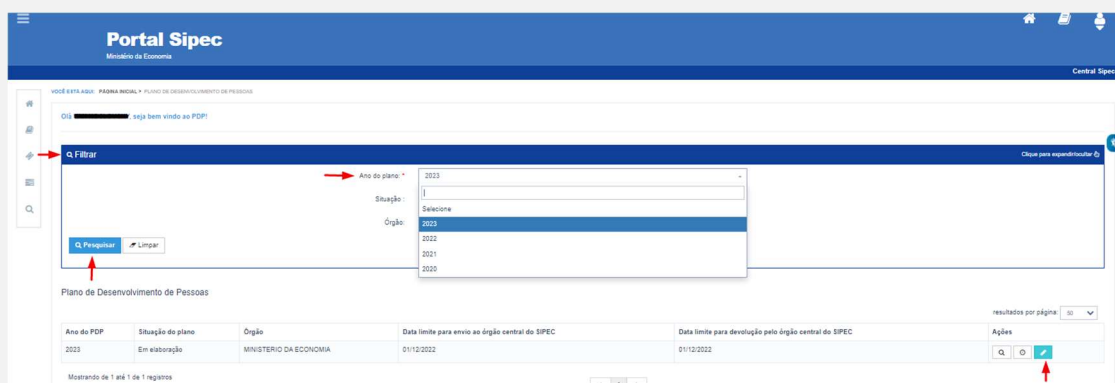 Portal Sipec
Ministério da Economia
Central Sipec
VOCÊ ESTÁ AQUI: PÁGINA INICAL > PLANO DE DESENVOLVIMENTO DE PESSOAS
Olá , seja bem vindo ao PDP!
Filtrar
Clique para expandir/ocultar
Ano do plano: * 2023
Situação :
Selecione
Órgão: 2023
2022
2021
2020
Pesquisar Limpar
Plano de Desenvolvimento de Pessoas
resultados por página: 50
Ano do PDP Situação do plano Órgão Data limite para envio ao órgão central do SIPEC Data limite para devolução pelo órgão central do SIPEC Ações
2023 Em elaboração MINISTERIO DA ECONOMIA 01/12/2022 01/12/2022
Mostrando de 1 até 1 de 1 registros